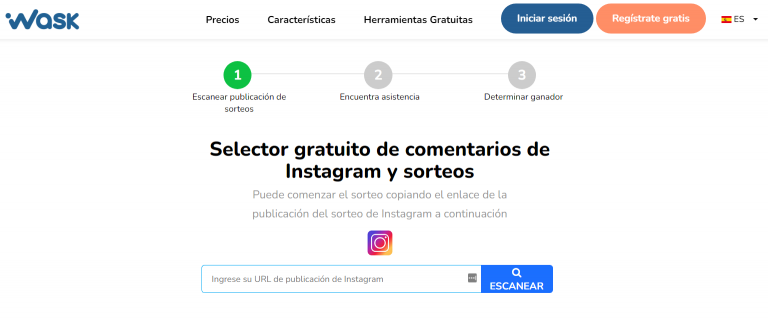 Wask
Precios
Características
Herramientas Gratuitas
Iniciar sesión
Regístrate gratis
ES
1
2
3
Escanear publicación de
sorteos
Encuentra asistencia
Determinar ganador
Selector gratuito de comentarios de
Instagram y sorteos
Puede comenzar el sorteo copiando el enlace de la
publicación del sorteo de Instagram a continuación
Ingrese su URL de publicación de Instagram
ESCANEAR